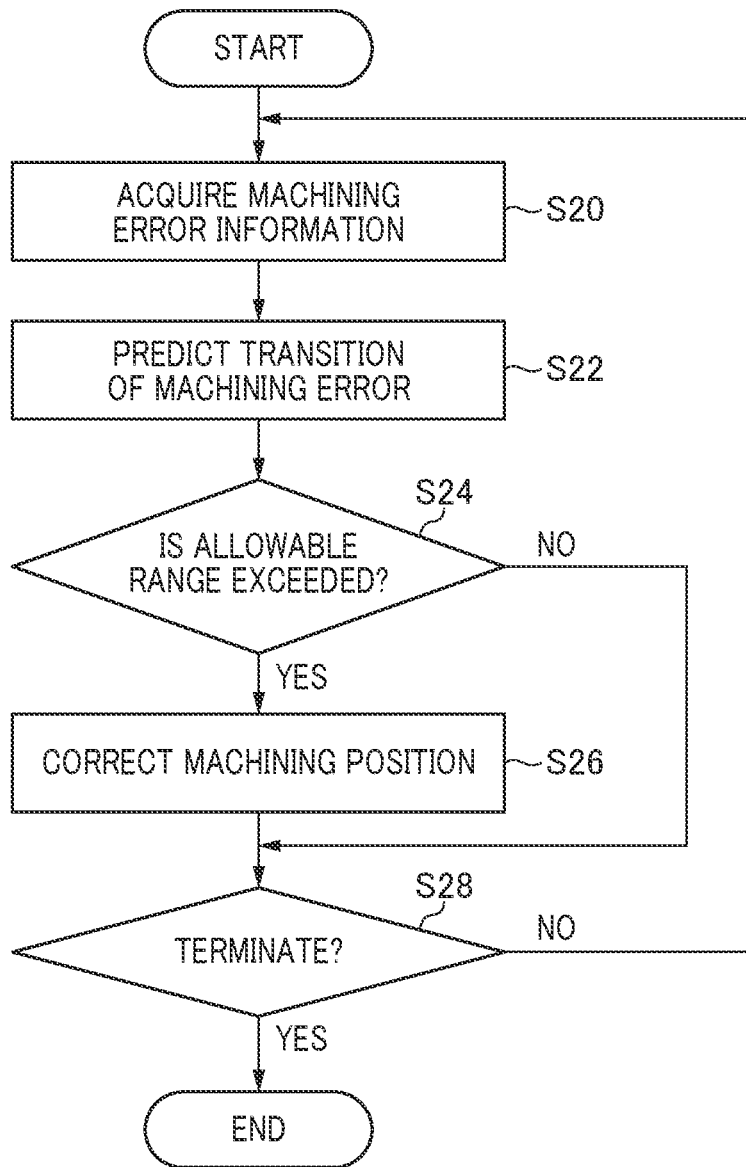 START
ACQUIRE MACHINING
ERROR INFORMATION
S20
PREDICT TRANSITION
OF MACHINING ERROR
S22
S24
IS ALLOWABLE
RANGE EXCEEDED?
NO
YES
CORRECT MACHINING POSITION
S26
S28
TERMINATE?
NO
YES
END